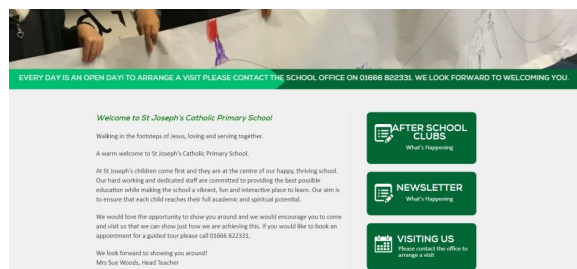 EVERY DAY IS AN OPEN DAY! TO ARRANGE A VISIT PLEASE CONTACT THE SCHOOL OFFICE ON 01666 822331. WE LOOK FORWARD TO WELCOMING YOU.
Welcome to St Joseph's Catholic Primary School
Walking in the footsteps of Jesus, loving and serving together.
A warm welcome to St Joseph's Catholic Primary School.
At St Joseph's children come first and they are at the centre of our happy, thriving school.
Our hard working and dedicated staff are committed to providing the best possible
education while making the school a vibrant, fun and interactive place to learn. Our aim is
to ensure that each child reaches their full academic and spiritual potential.
We would love the opportunity to show you around and we would encourage you to come
and visit so that we can show just how we are achieving this. If you would like to book an
appointment for a guided tour please call 01666 822331.
We look forward to showing you around!
Mrs Sue Woods, Head Teacher
AFTER SCHOOL
CLUBS
What's Happening
NEWSLETTER
What's Happening
VISITING US
Please contact the office to
arrange a visit